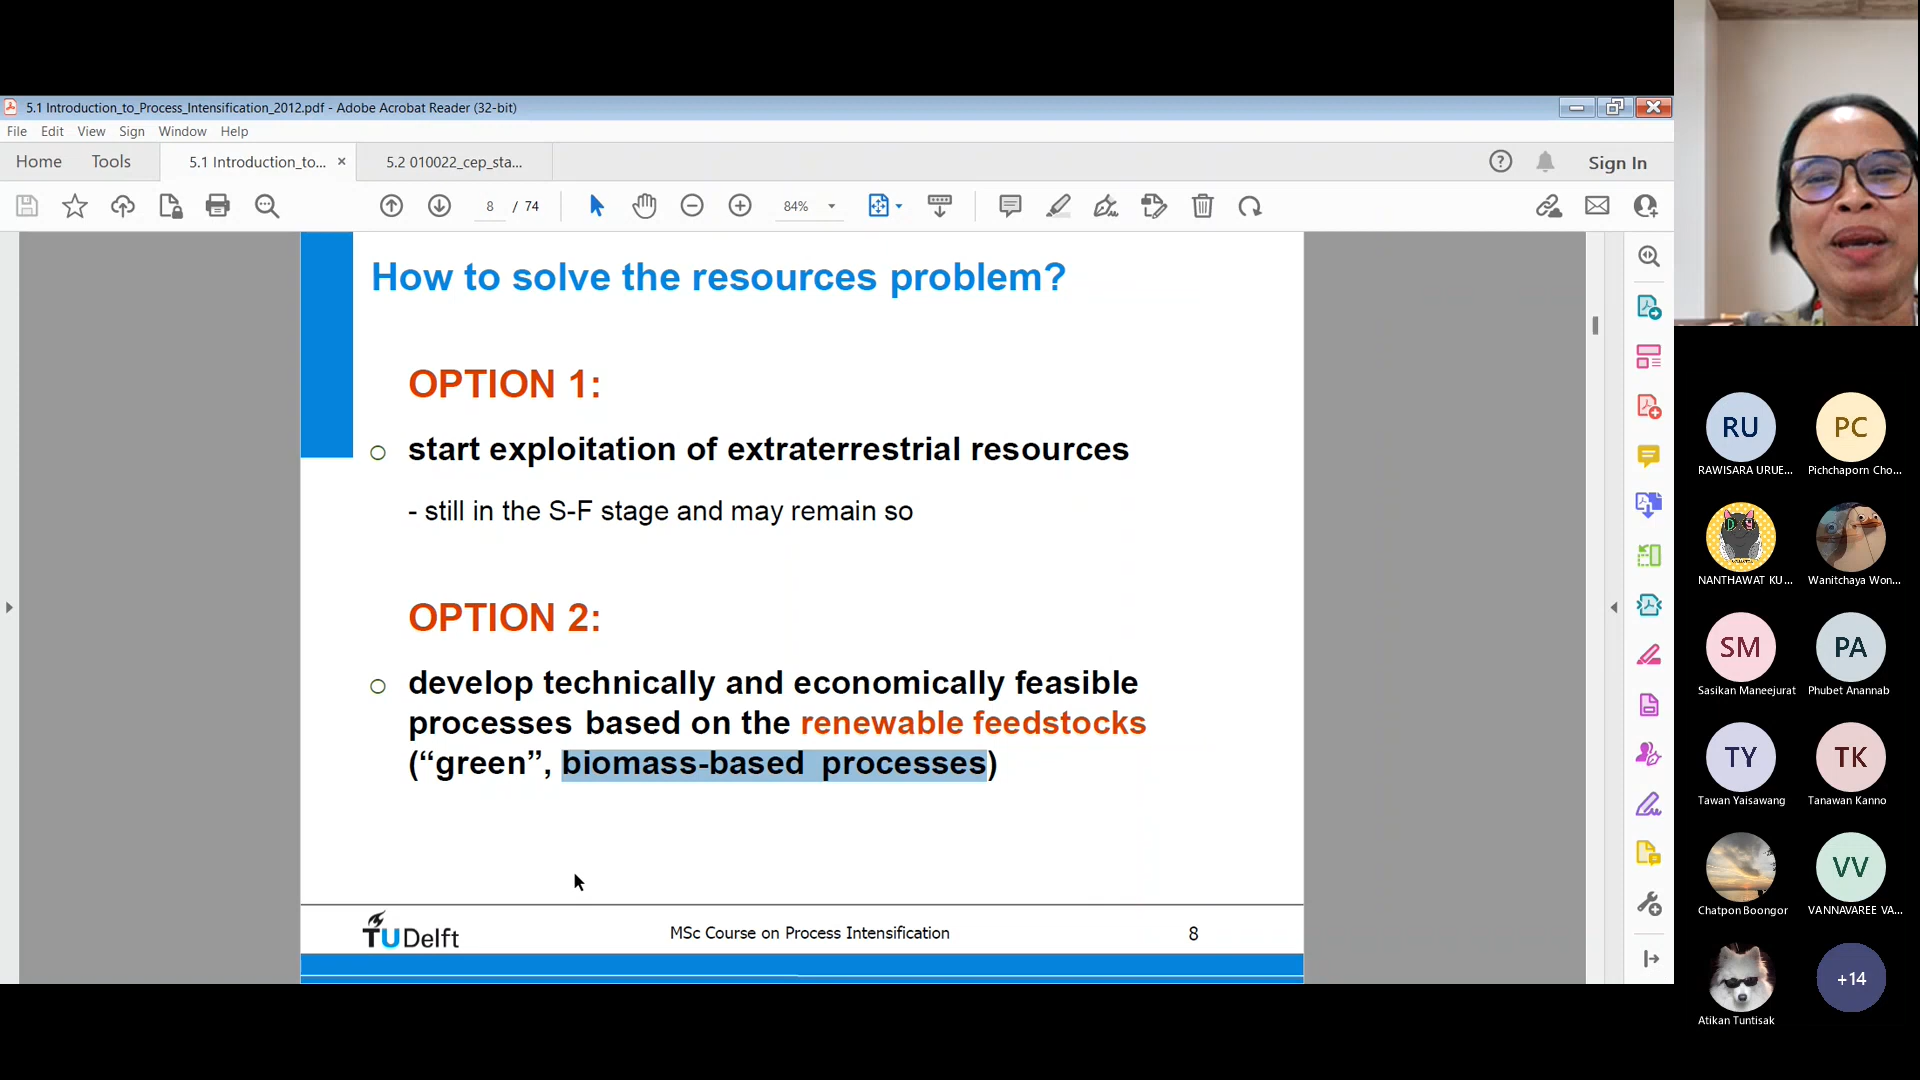 5.1 Introduction_to_Process_Intensification_2012.pdf - Adobe Acrobat Reader (32-bit)
File Edit View Sign Window Help
Home Tools 5.1 Introduction_to... × 5.2 010022_cep_sta... Sign In
8 / 74 84%
How to solve the resources problem?
OPTION 1:
start exploitation of extraterrestrial resources
- still in the S-F stage and may remain so
OPTION 2:
develop technically and economically feasible
processes based on the renewable feedstocks
(“green”, biomass-based processes)
TUDelft MSc Course on Process Intensification 8
RU PC
RAWISARA URUE... Pichchaporn Cho...
NANTHAWAT KU... Wanitchaya Won...
SM PA
Sasikan Maneejurat Phubet Anannab
TY TK
Tawan Yaisawang Tanawan Kanno
VV
Chatpon Boongor VANNAVAREE VA...
+14
Atikan Tuntisak